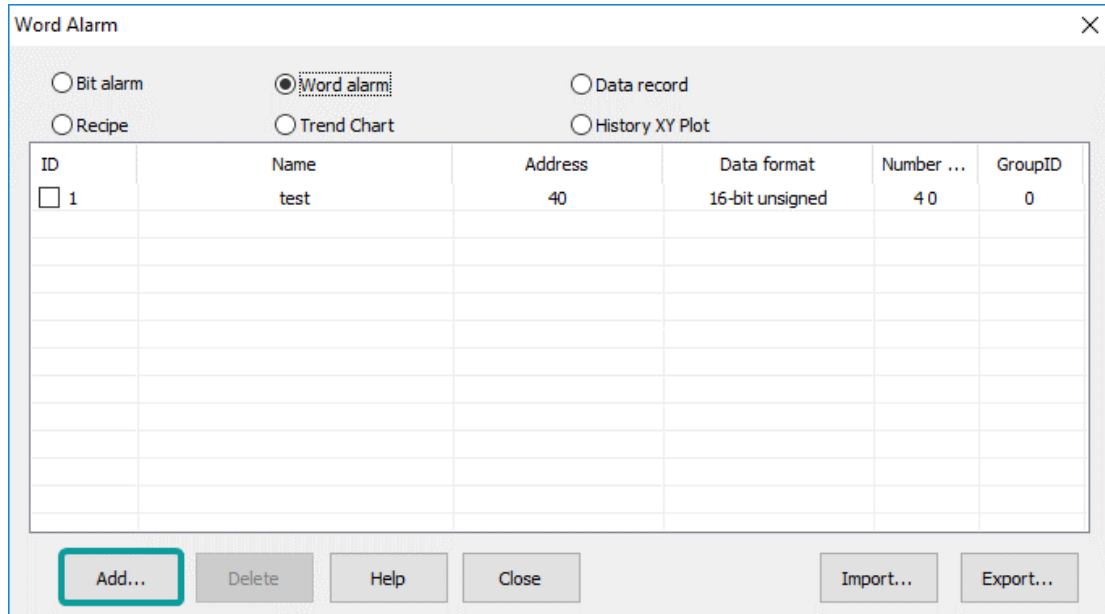 Word Alarm
Bit alarm Word alarm Data record
Recipe Trend Chart History XY Plot
ID Name Address Data format Number ... GroupID
1 test 40 16-bit unsigned 4 0 0
Add... Delete Help Close Import... Export...